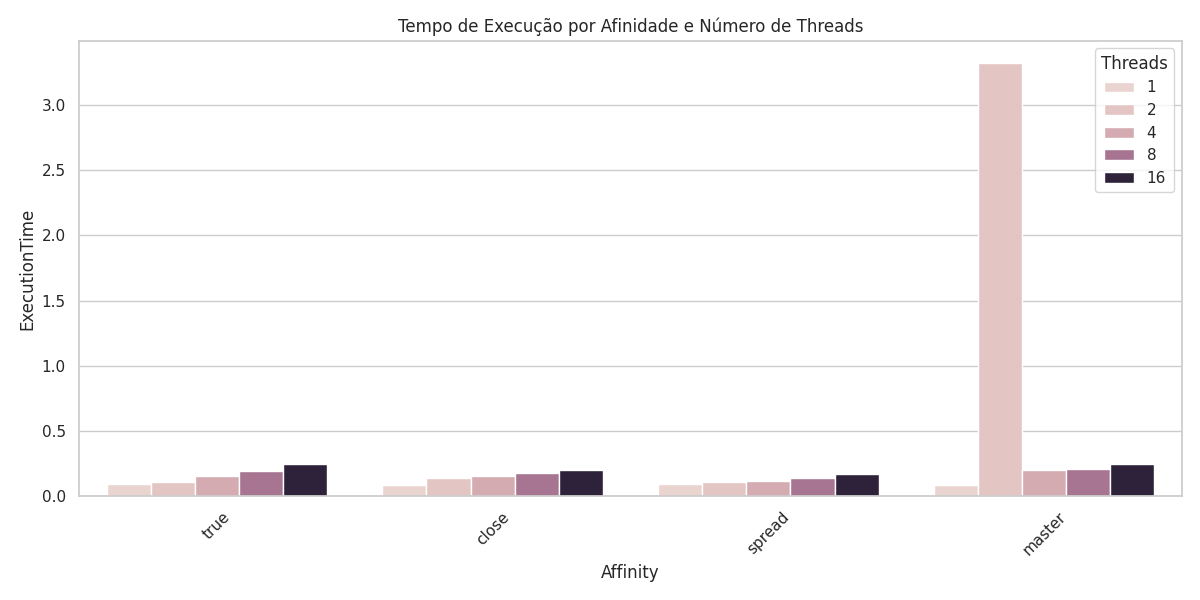 Tempo de Execução por Afinidade e Número de Threads
ExecutionTime
3.0
2.5
2.0
1.5
1.0
0.5
0.0
Threads
1
2
4
8
16
true
close
spread
master
Affinity